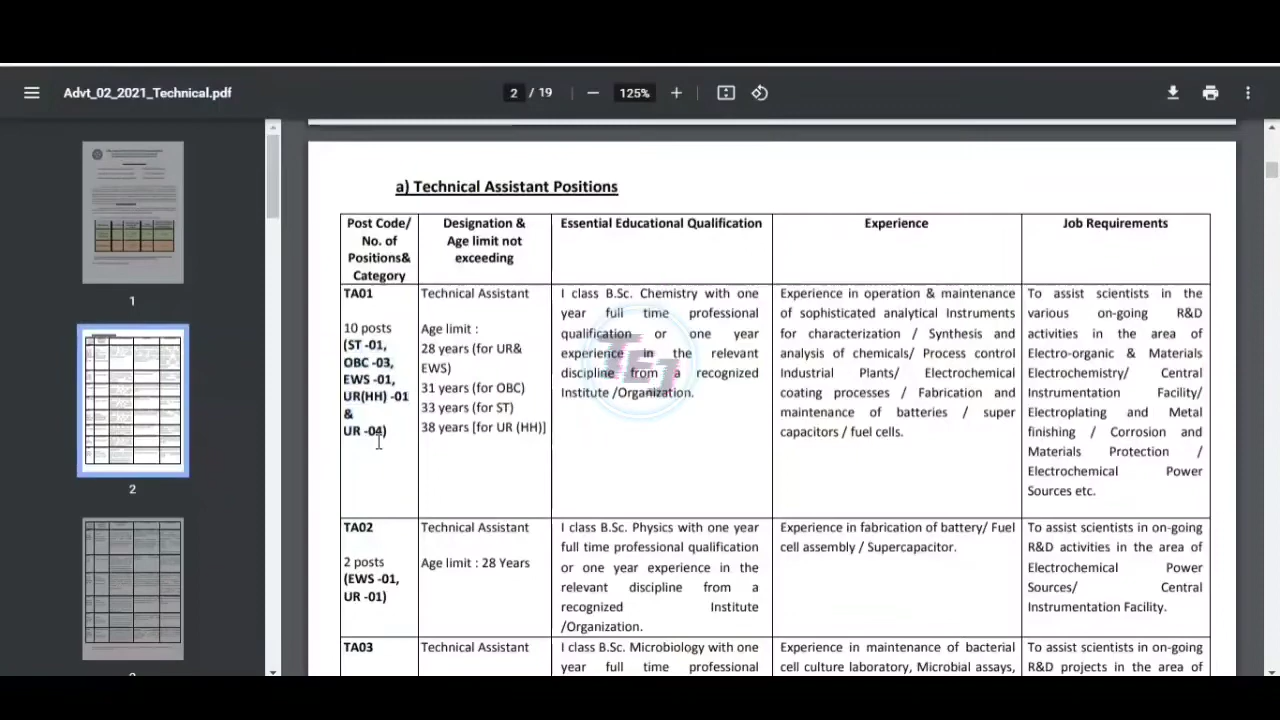 Advt_02_2021_Technical.pdf
2 / 19
125%
a) Technical Assistant Positions
Post Code/
No. of
Positions&
Category
Designation &
Age limit not
exceeding
Essential Educational Qualification
Experience
Job Requirements
TA01
10 posts
(ST -01,
OBC -03,
EWS -01,
UR(HH) -01
&
UR -04)
Technical Assistant
Age limit :
28 years (for UR&
EWS)
31 years (for OBC)
33 years (for ST)
38 years [for UR (HH)]
I class B.Sc. Chemistry with one
year full time professional
qualification or one year
experience in the relevant
discipline from a recognized
Institute /Organization.
Experience in operation & maintenance
of sophisticated analytical Instruments
for characterization / Synthesis and
analysis of chemicals/ Process control
Industrial Plants/ Electrochemical
coating processes / Fabrication and
maintenance of batteries / super
capacitors / fuel cells.
To assist scientists in the
various on-going R&D
activities in the area of
Electro-organic & Materials
Electrochemistry/ Central
Instrumentation Facility/
Electroplating and Metal
finishing / Corrosion and
Materials Protection /
Electrochemical Power
Sources etc.
TA02
2 posts
(EWS -01,
UR -01)
Technical Assistant
Age limit : 28 Years
I class B.Sc. Physics with one year
full time professional qualification
or one year experience in the
relevant discipline from a
recognized Institute
/Organization.
Experience in fabrication of battery/ Fuel
cell assembly / Supercapacitor.
To assist scientists in on-going
R&D activities in the area of
Electrochemical Power
Sources/ Central
Instrumentation Facility.
TA03
Technical Assistant
I class B.Sc. Microbiology with one
year full time professional
Experience in maintenance of bacterial
cell culture laboratory, Microbial assays,
To assist scientists in on-going
R&D projects in the area of
1
2